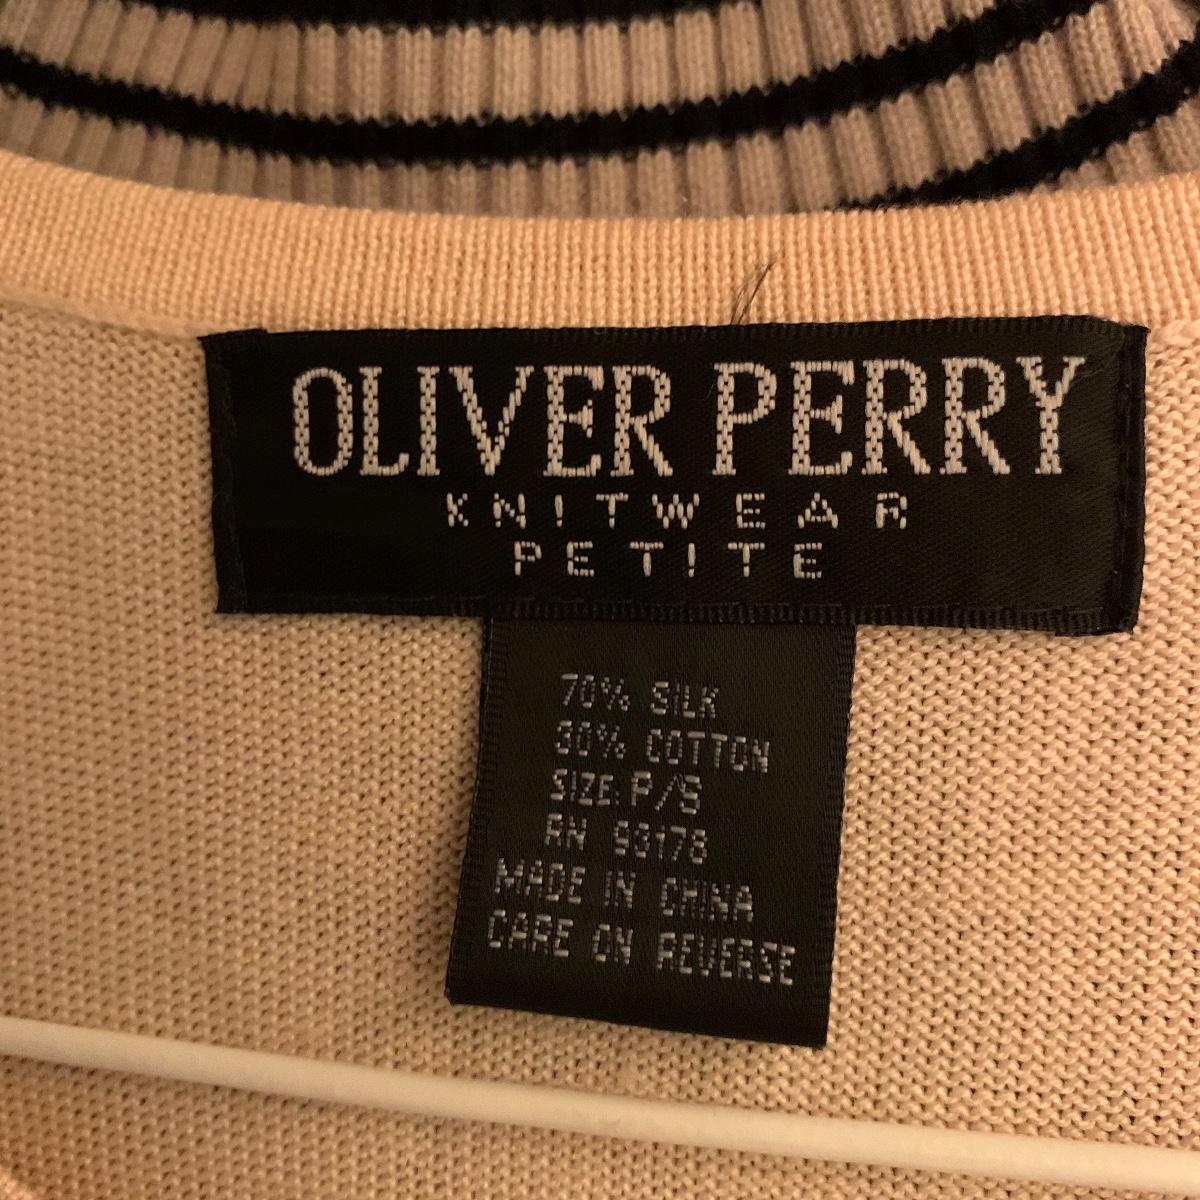 OLIVER PERRY
KNITWEAR
PETITE
70% SILK
30% COTTON
SIZE P/S
RN 93178
MADE IN CHINA
CARE ON REVERSE